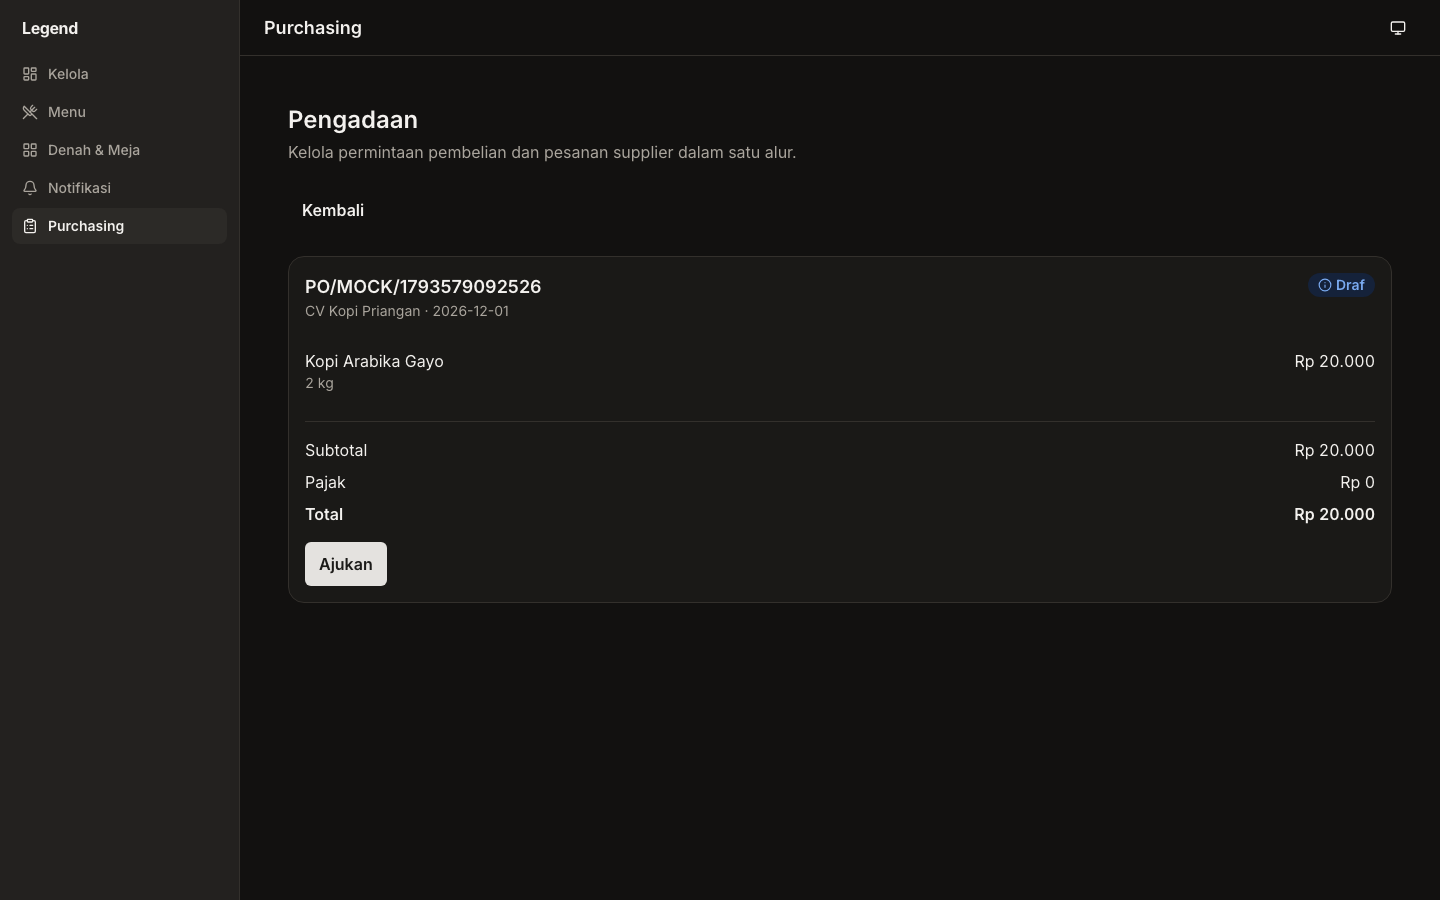 Legend
Kelola
Menu
Denah & Meja
Notifikasi
Purchasing
Purchasing
Pengadaan
Kelola permintaan pembelian dan pesanan supplier dalam satu alur.
Kembali
PO/MOCK/1793579092526
Draf
CV Kopi Priangan · 2026-12-01
Kopi Arabika Gayo
Rp 20.000
2 kg
Subtotal
Rp 20.000
Pajak
Rp 0
Total
Rp 20.000
Ajukan